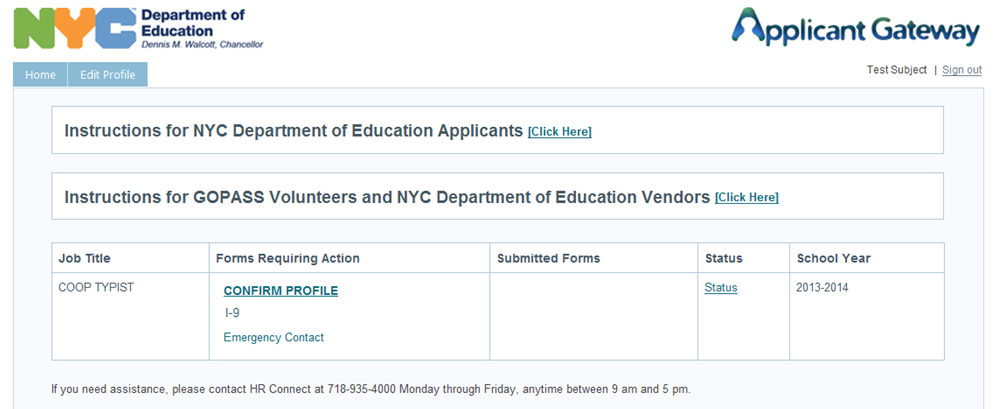 NYC Department of
Education
Dennis M. Walcott, Chancellor
Applicant Gateway
Home Edit Profile
Test Subject | Sign out
Instructions for NYC Department of Education Applicants [Click Here]
Instructions for GOPASS Volunteers and NYC Department of Education Vendors [Click Here]
Job Title Forms Requiring Action Submitted Forms Status School Year
COOP TYPIST CONFIRM PROFILE Status 2013-2014
I-9
Emergency Contact
If you need assistance, please contact HR Connect at 718-935-4000 Monday through Friday, anytime between 9 am and 5 pm.